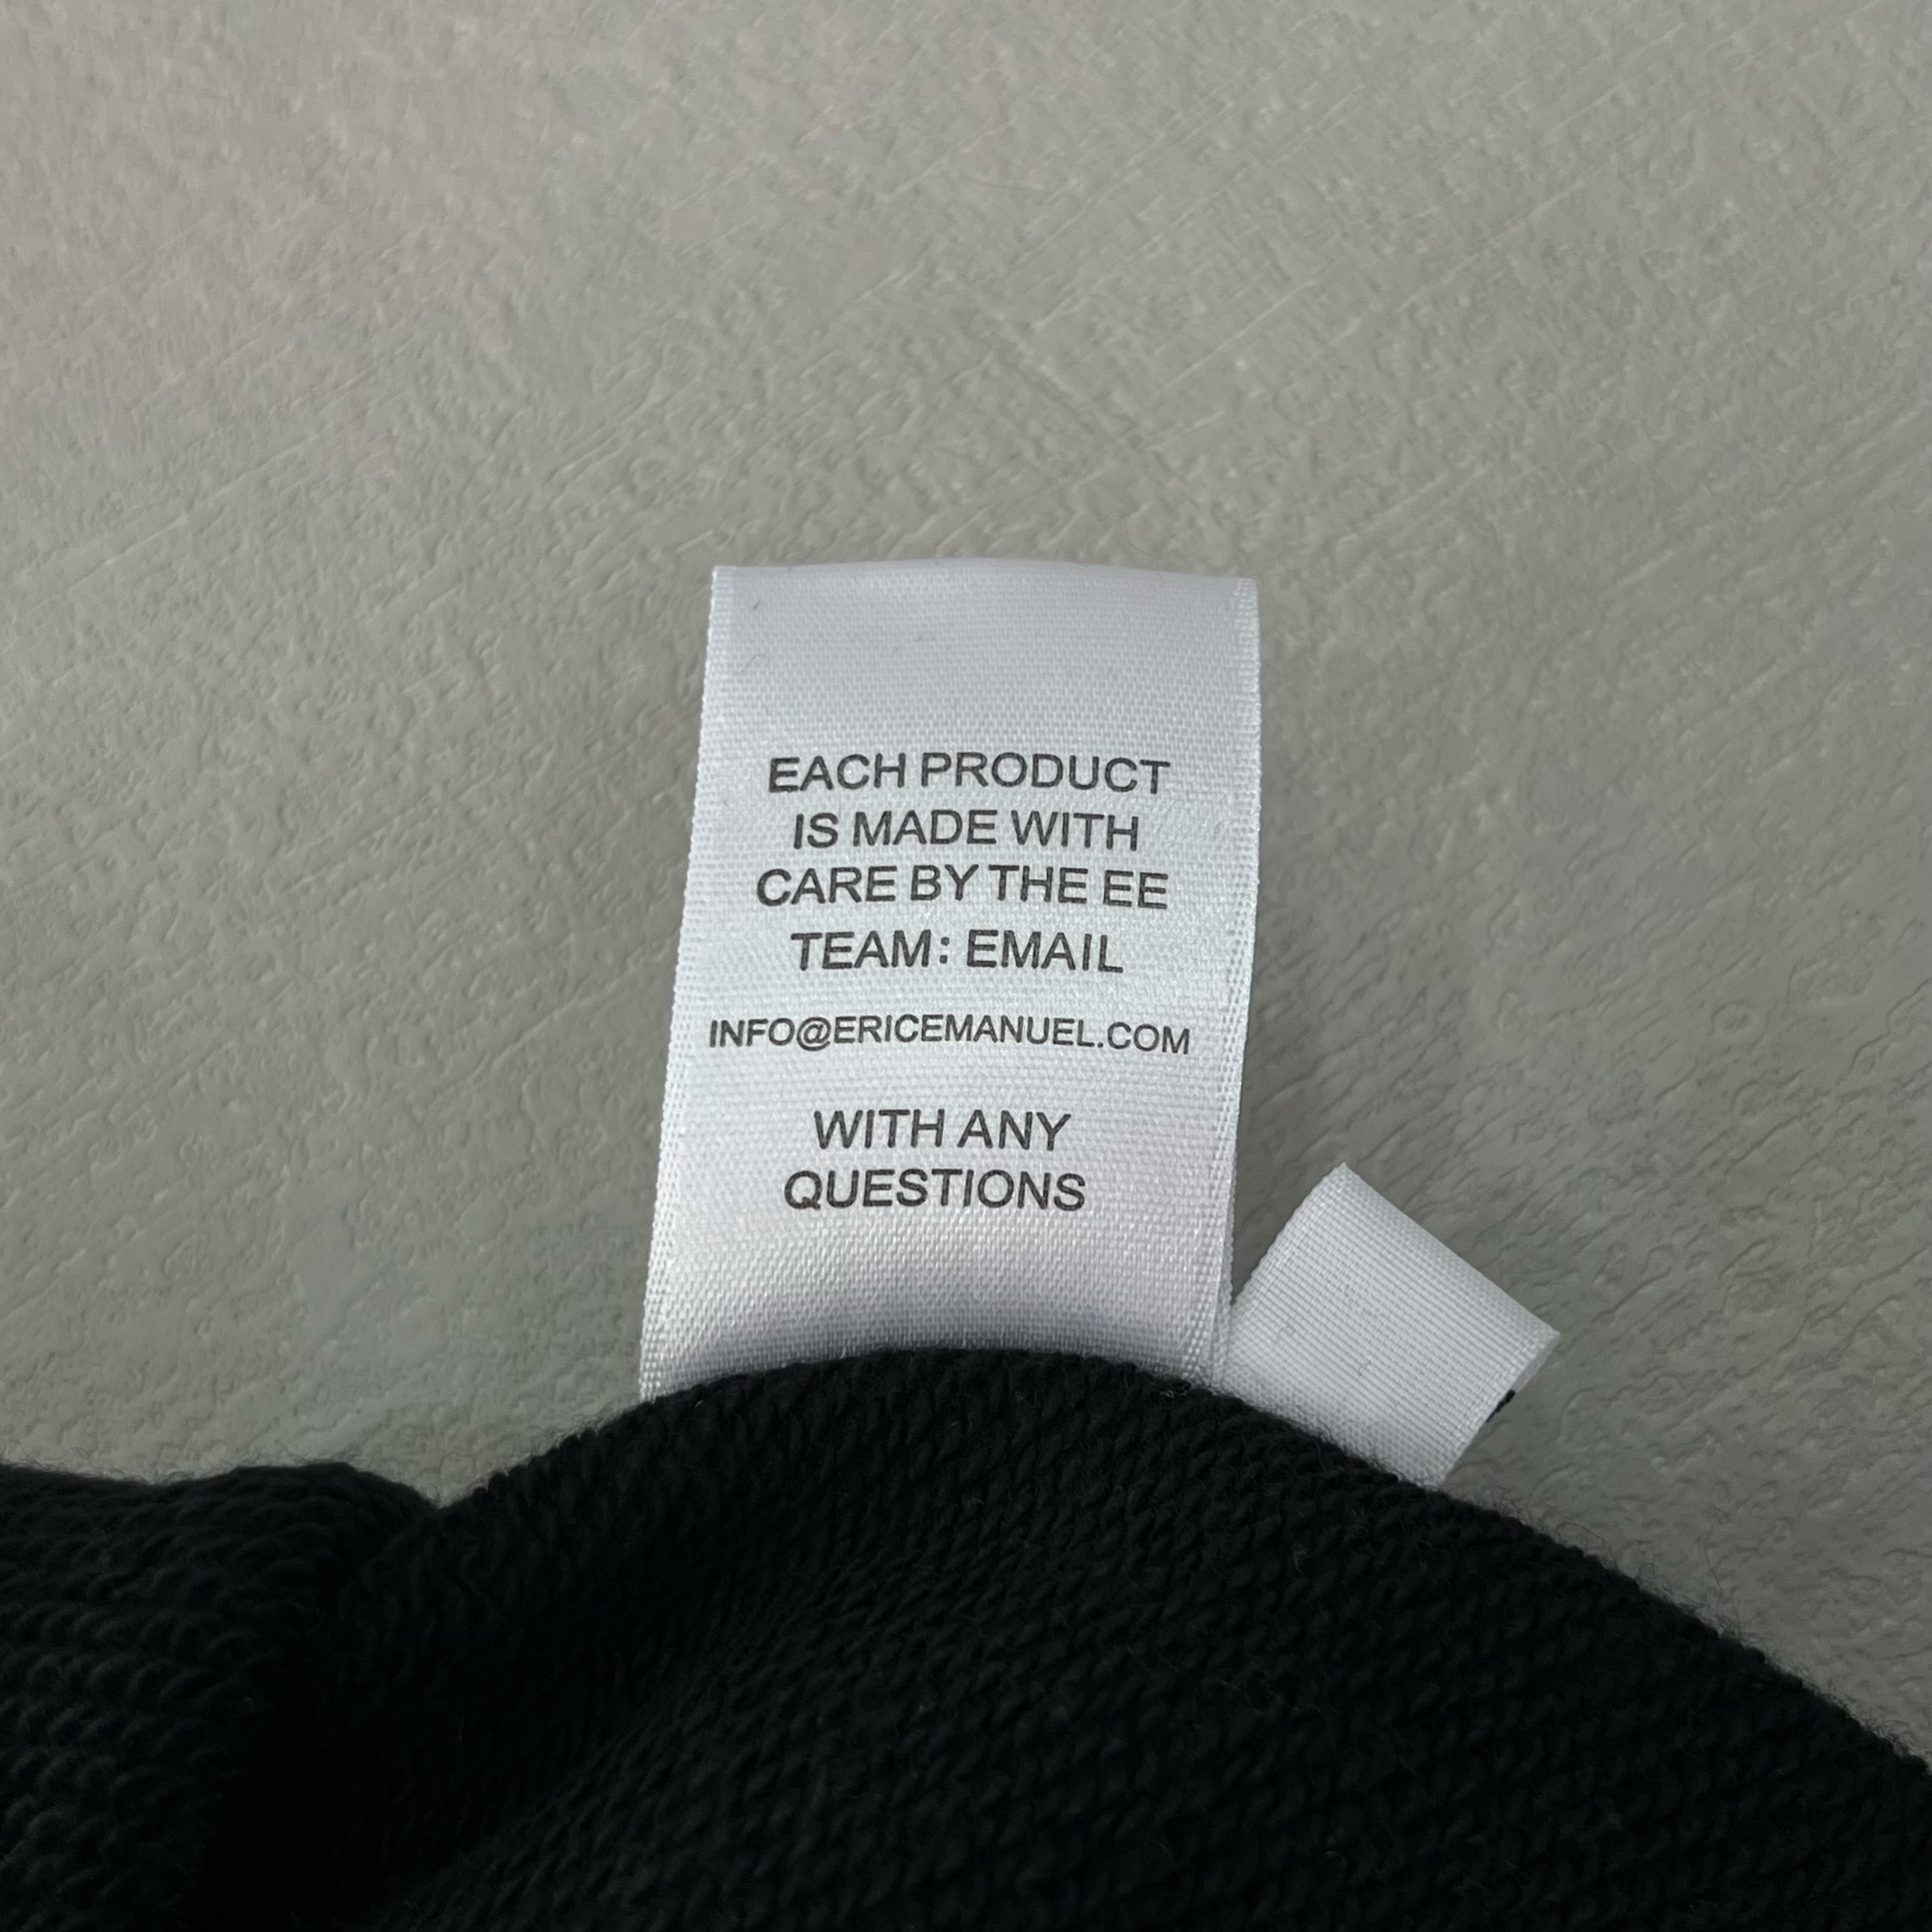 EACH PRODUCT
IS MADE WITH
CARE BY THE EE
TEAM: EMAIL
INFO@ERICEMANUEL.COM
WITH ANY
QUESTIONS